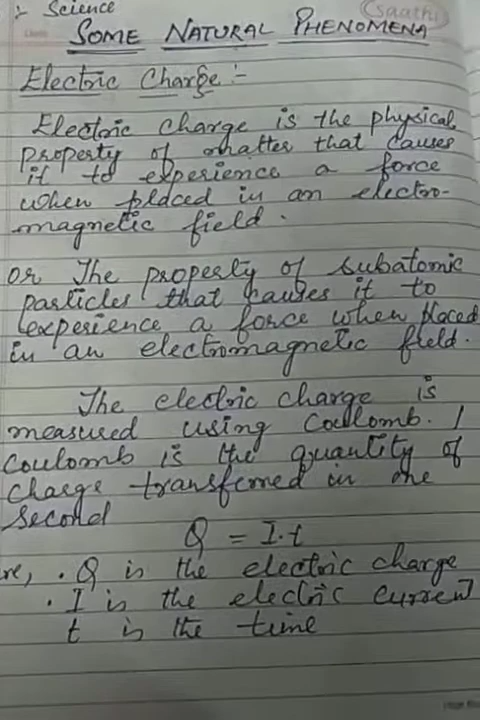 :- Science
(Saathi)
SOME NATURAL PHENOMENA
Electric Charge :-
Electric charge is the physical
property of matter that causes
it to experience a force
when placed in an electro-
magnetic field.
or The property of subatomic
particles that causes it to
experience a force when placed
in an electromagnetic field.
The electric charge is
measured using Coulomb. 1
coulomb is the quantity of
charge transferred in one
second
Q = I.t
re, . Q is the electric charge
. I is the electric current
t is the time